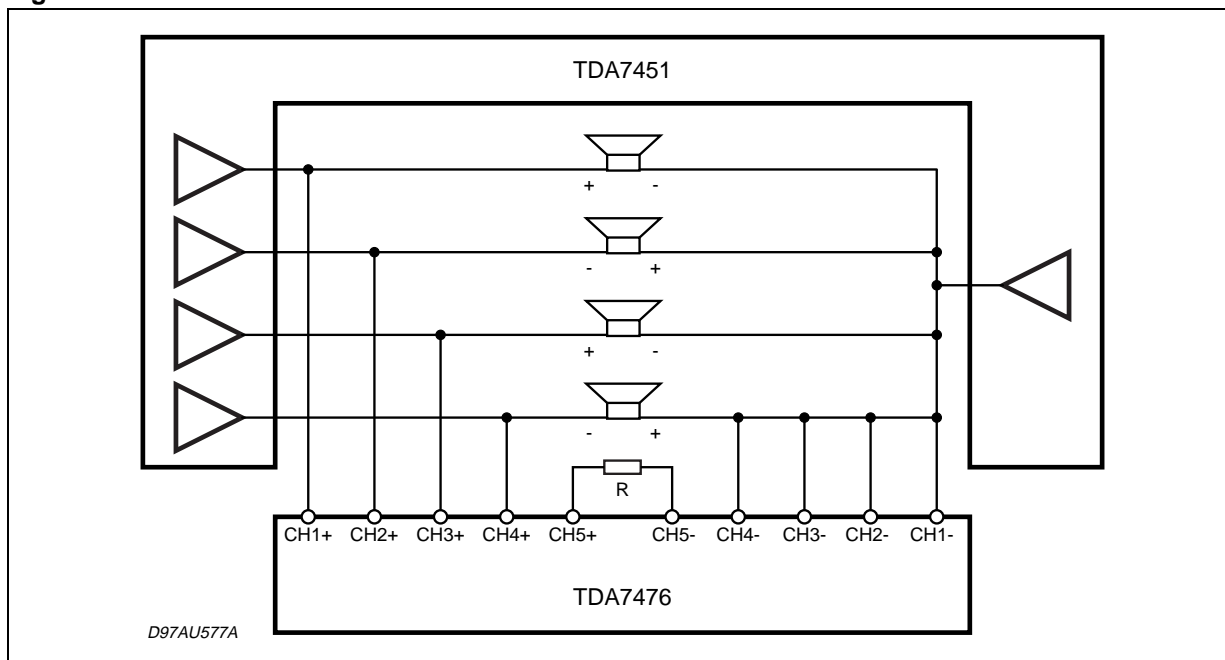 TDA7451
+ -
- +
+ -
- +
R
CH1+ CH2+ CH3+ CH4+ CH5+ CH5- CH4- CH3- CH2- CH1-
TDA7476
D97AU577A